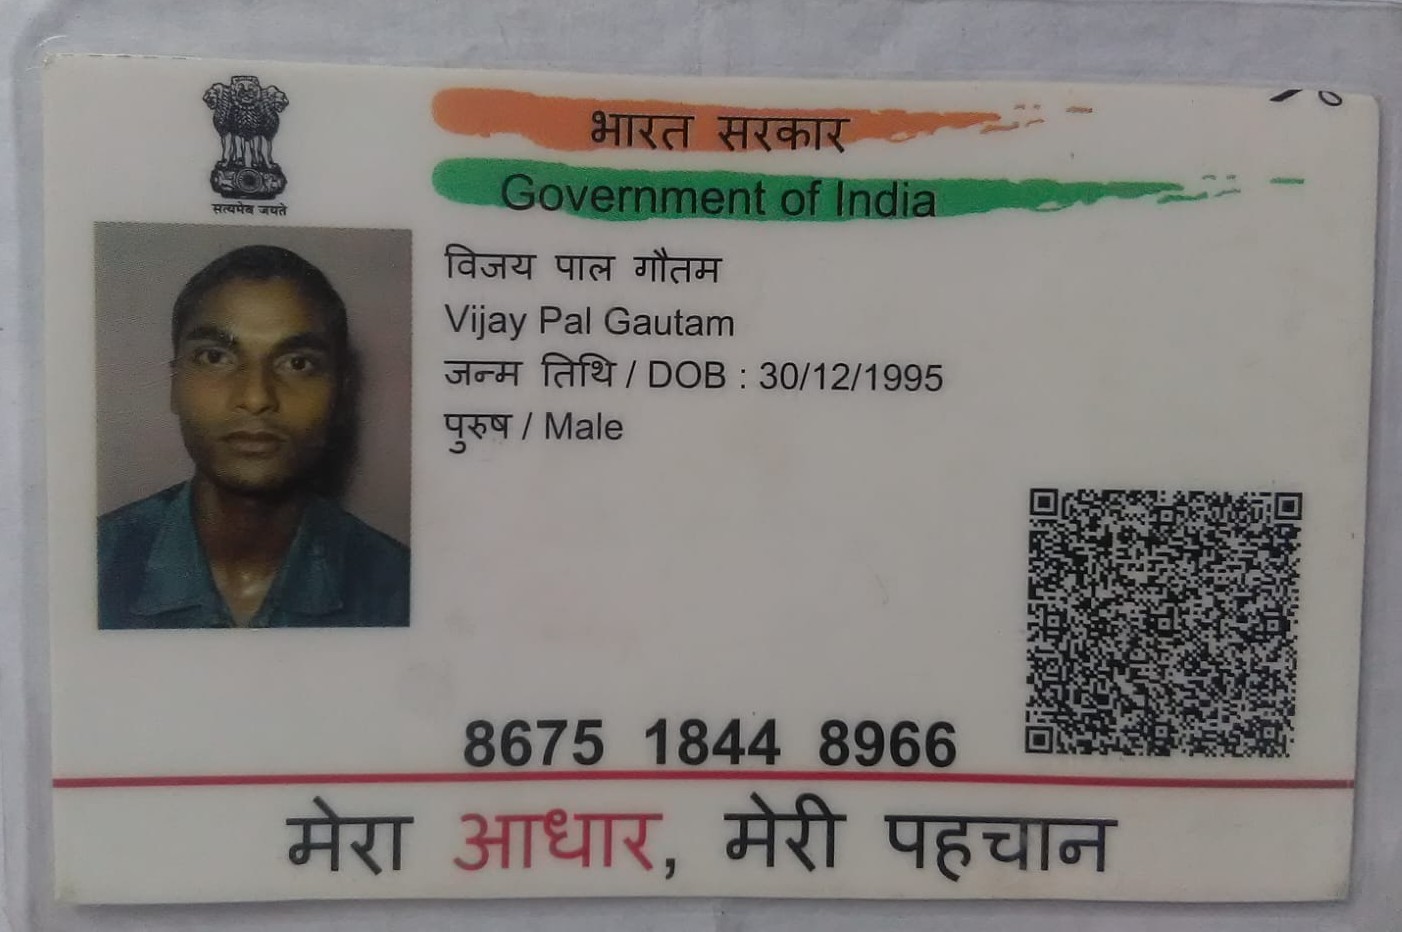 भारत सरकार
Government of India
सत्यमेव जयते
विजय पाल गौतम
Vijay Pal Gautam
जन्म तिथि / DOB : 30/12/1995
पुरुष / Male
8675 1844 8966
मेरा आधार, मेरी पहचान